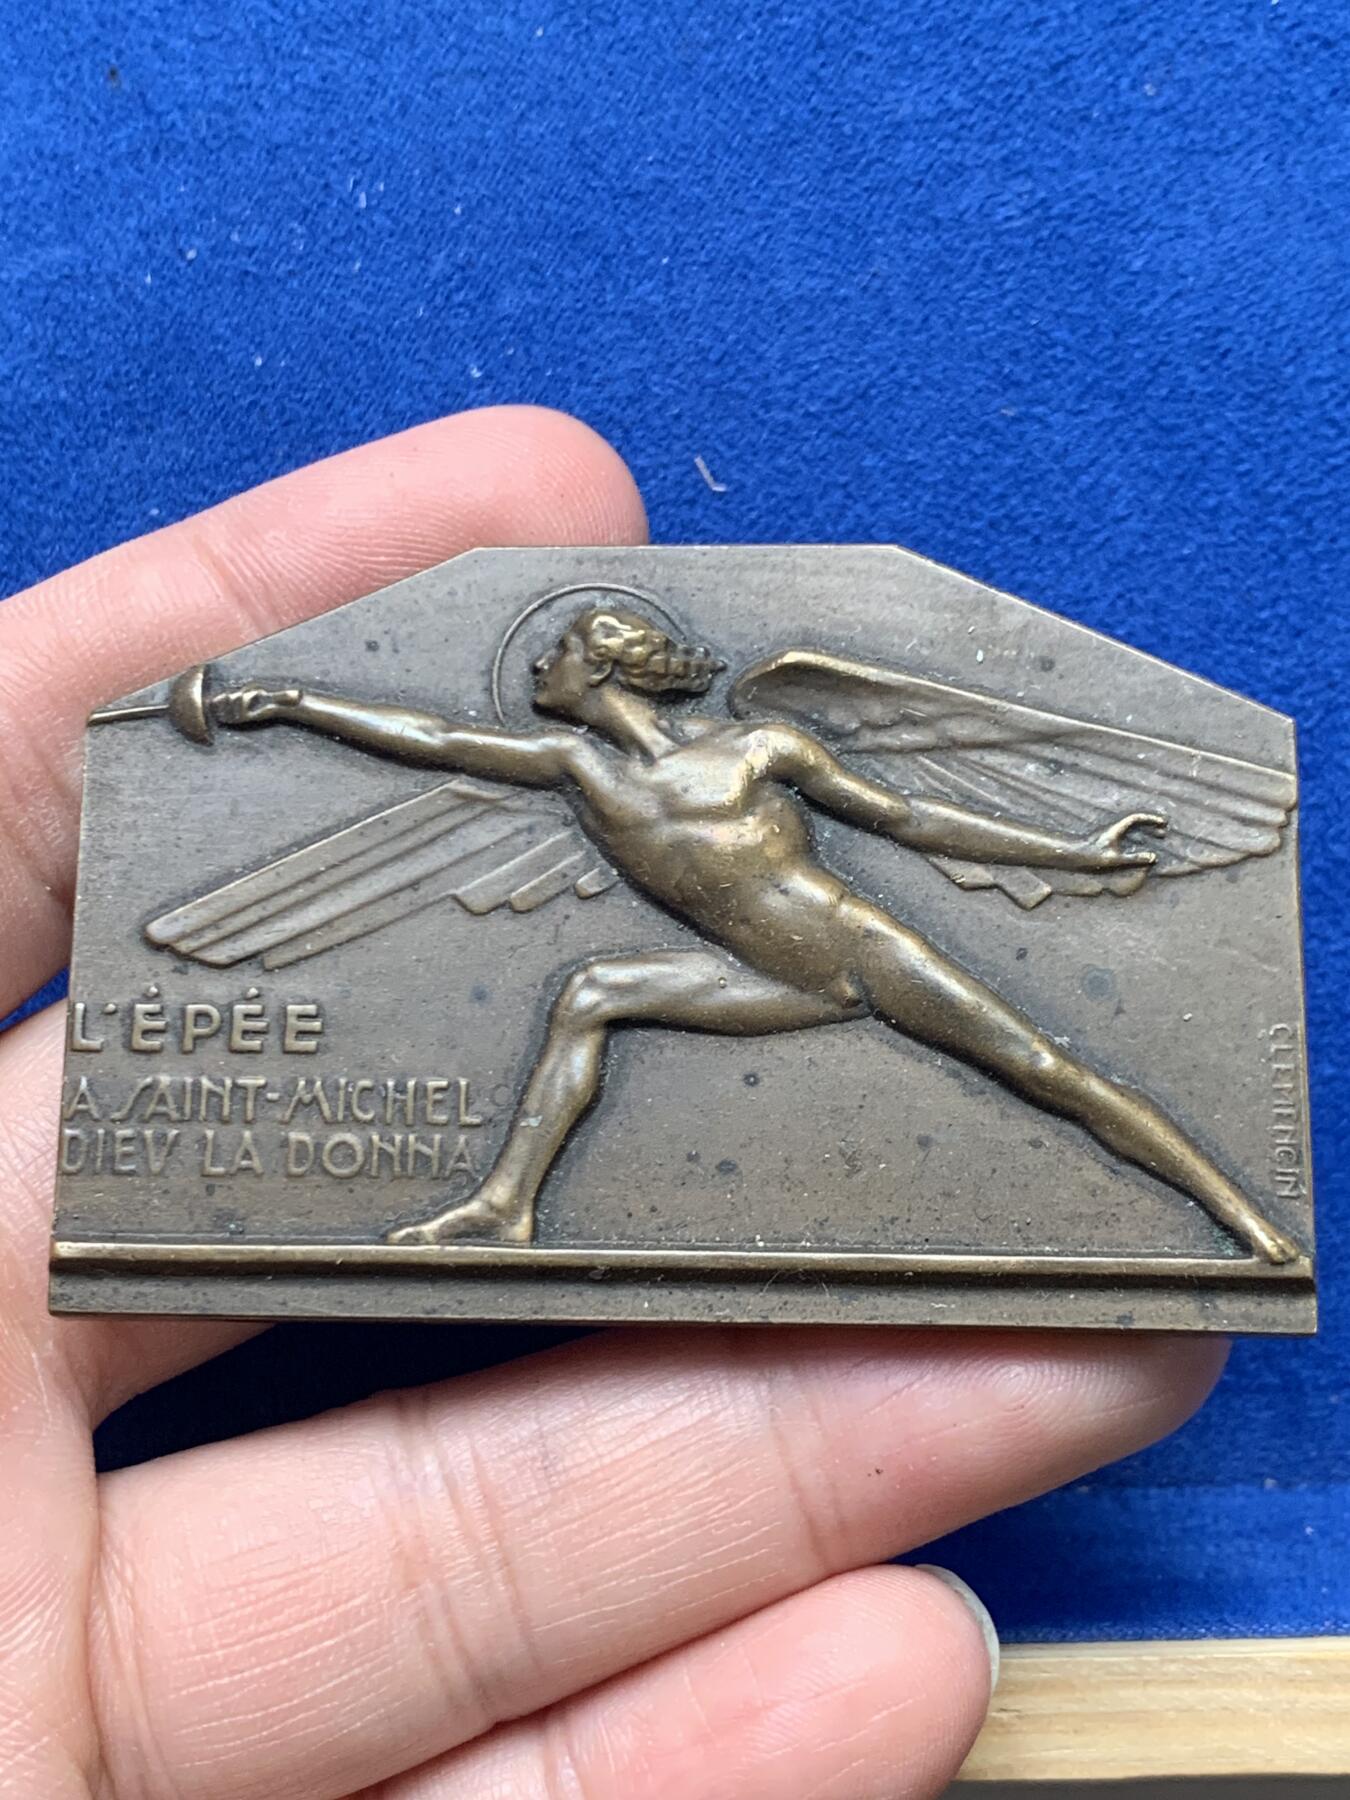 L'ÉPÉE
A SAINT-MICHEL
DIEV LA DONNA
CLEMENCIN